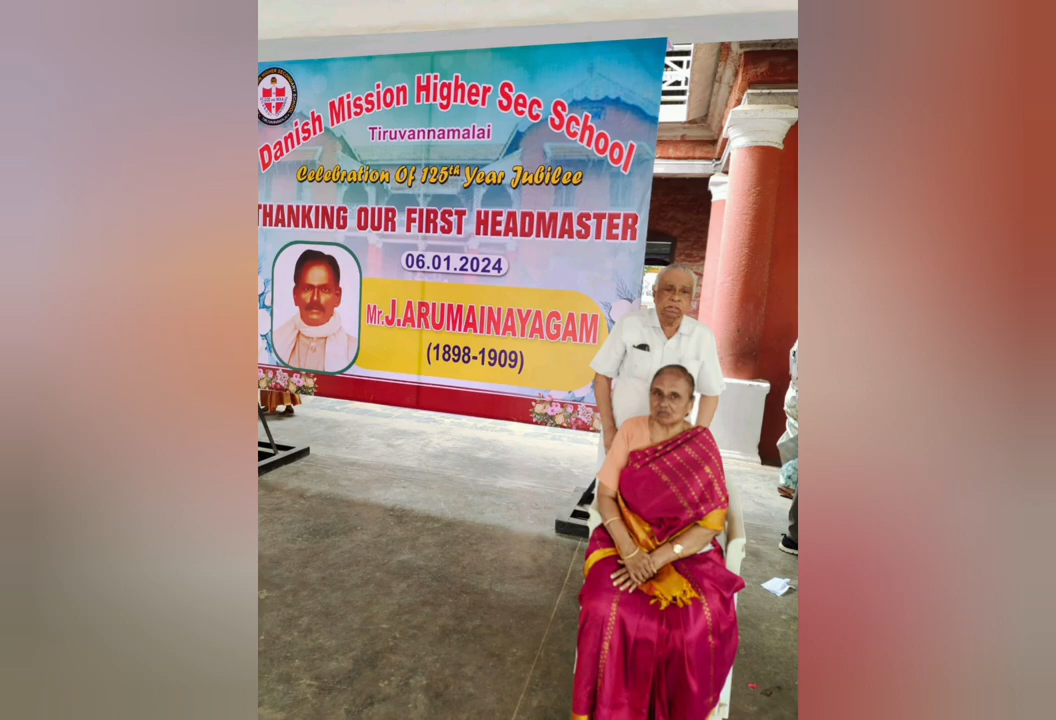 Danish Mission Higher Sec School
Tiruvannamalai
Celebration Of 125th Year Jubilee
THANKING OUR FIRST HEADMASTER
06.01.2024
Mr.J.ARUMAINAYAGAM
(1898-1909)